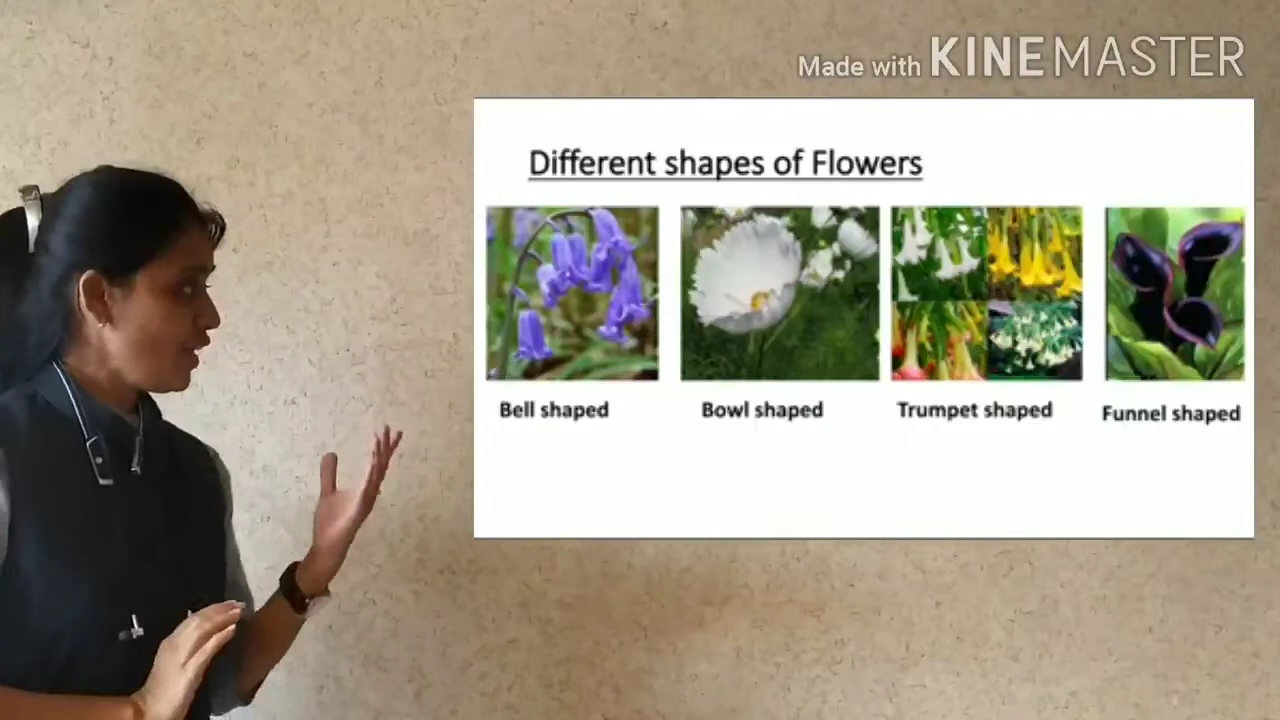 Made with KINEMASTER
Different shapes of Flowers
Bell shaped
Bowl shaped
Trumpet shaped
Funnel shaped